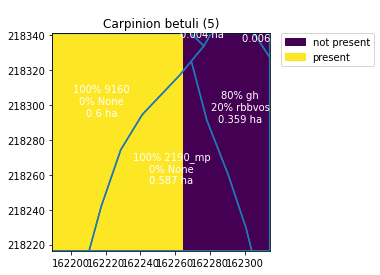 Carpinion betuli (5)
218340
218320
218300
218280
218260
218240
218220
162200 162220 162240 162260 162280 162300
0.004 ha
0.006
100% 9160
0% None
0.6 ha
80% gh
20% rbbvos
0.359 ha
100% 2190_mp
0% None
0.587 ha
not present
present